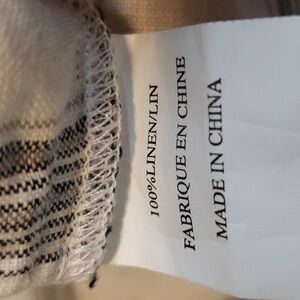 100%LINEN/LIN
FABRIQUE EN CHINE
MADE IN CHINA